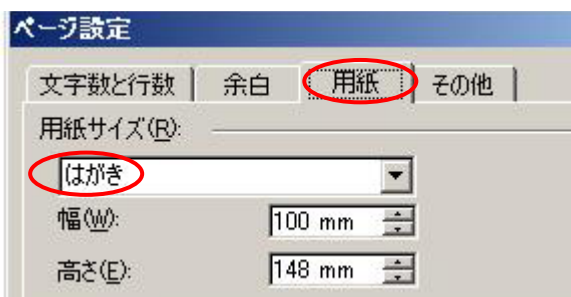 ページ設定
文字数と行数 余白 用紙 その他
用紙サイズ(R):
はがき
幅(W): 100 mm
高さ(E): 148 mm